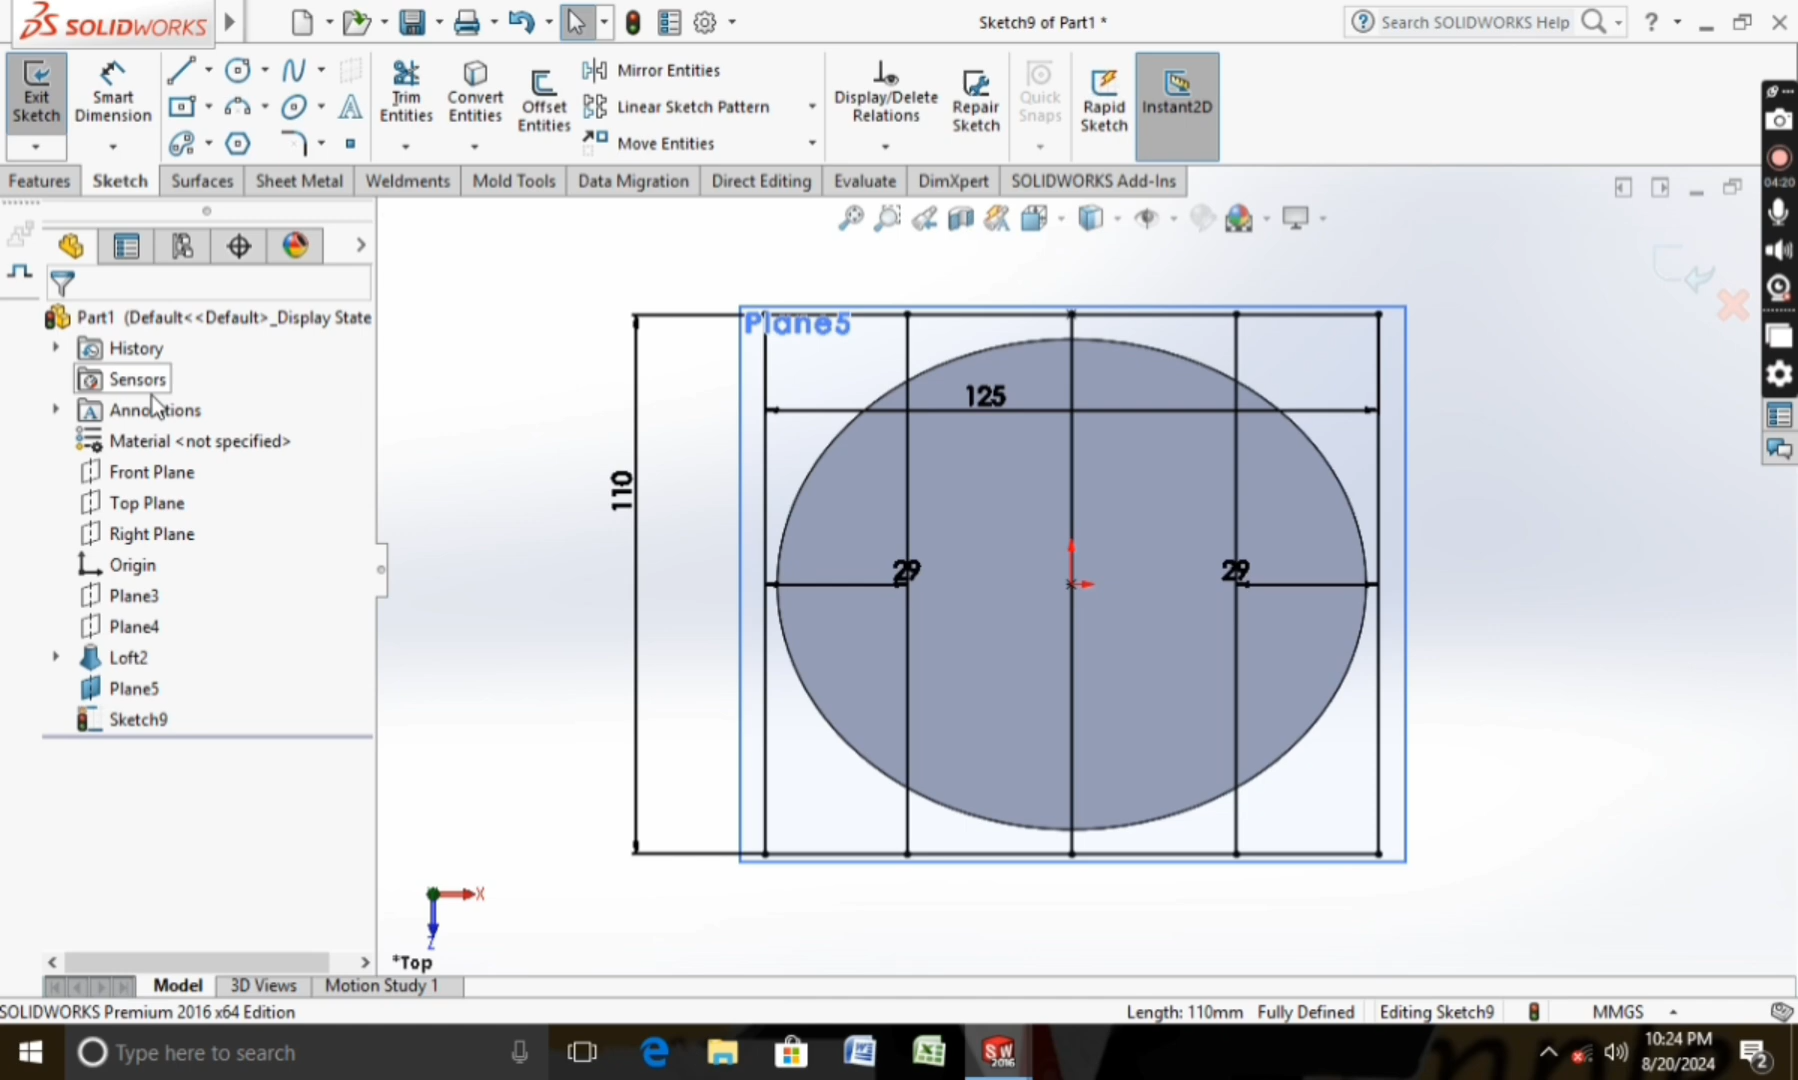 SOLIDWORKS
Sketch9 of Part1 *
Search SOLIDWORKS Help
Exit Sketch
Smart Dimension
Trim Entities
Convert Entities
Offset Entities
Mirror Entities
Linear Sketch Pattern
Move Entities
Display/Delete Relations
Repair Sketch
Quick Snaps
Rapid Sketch
Instant2D
Features Sketch Surfaces Sheet Metal Weldments Mold Tools Data Migration Direct Editing Evaluate DimXpert SOLIDWORKS Add-Ins
04:20
Part1 (Default<<Default>_Display State
History
Sensors
Annotations
Material <not specified>
Front Plane
Top Plane
Right Plane
Origin
Plane3
Plane4
Loft2
Plane5
Sketch9
Plane5
125
110
29
29
X
Z
*Top
Model 3D Views Motion Study 1
SOLIDWORKS Premium 2016 x64 Edition
Length: 110mm Fully Defined Editing Sketch9 MMGS
Type here to search
SW
2016
10:24 PM
8/20/2024
2